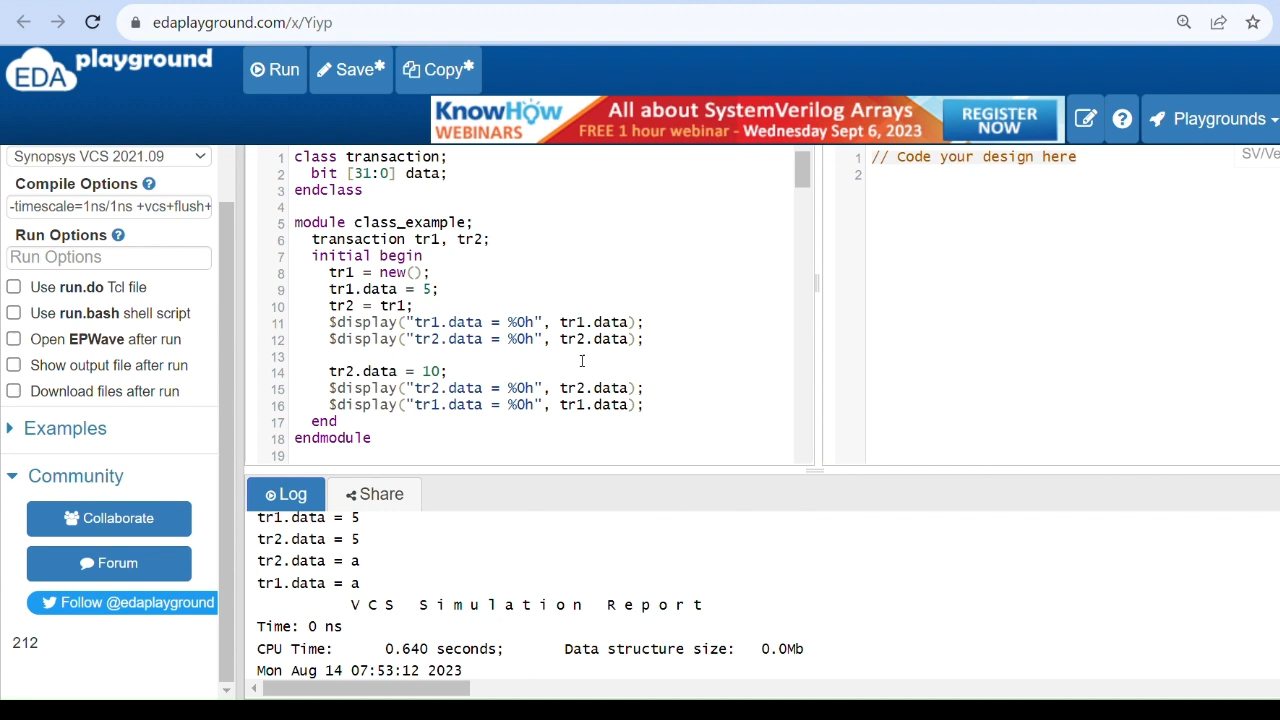 edaplayground.com/x/Yiyp
EDA playground
Run
Save*
Copy*
KnowHow
WEBINARS
All about SystemVerilog Arrays
FREE 1 hour webinar - Wednesday Sept 6, 2023
REGISTER
NOW
Playgrounds
Synopsys VCS 2021.09
Compile Options
-timescale=1ns/1ns +vcs+flush+
Run Options
Run Options
Use run.do Tcl file
Use run.bash shell script
Open EPWave after run
Show output file after run
Download files after run
Examples
Community
Collaborate
Forum
Follow @edaplayground
212
1 class transaction;
2 bit [31:0] data;
3 endclass
4
5 module class_example;
6 transaction tr1, tr2;
7 initial begin
8 tr1 = new();
9 tr1.data = 5;
10 tr2 = tr1;
11 $display("tr1.data = %0h", tr1.data);
12 $display("tr2.data = %0h", tr2.data);
13
14 tr2.data = 10;
15 $display("tr2.data = %0h", tr2.data);
16 $display("tr1.data = %0h", tr1.data);
17 end
18 endmodule
19
1 // Code your design here
2
SV/Ve
Log
Share
tr1.data = 5
tr2.data = 5
tr2.data = a
tr1.data = a
V C S S i m u l a t i o n R e p o r t
Time: 0 ns
CPU Time: 0.640 seconds; Data structure size: 0.0Mb
Mon Aug 14 07:53:12 2023